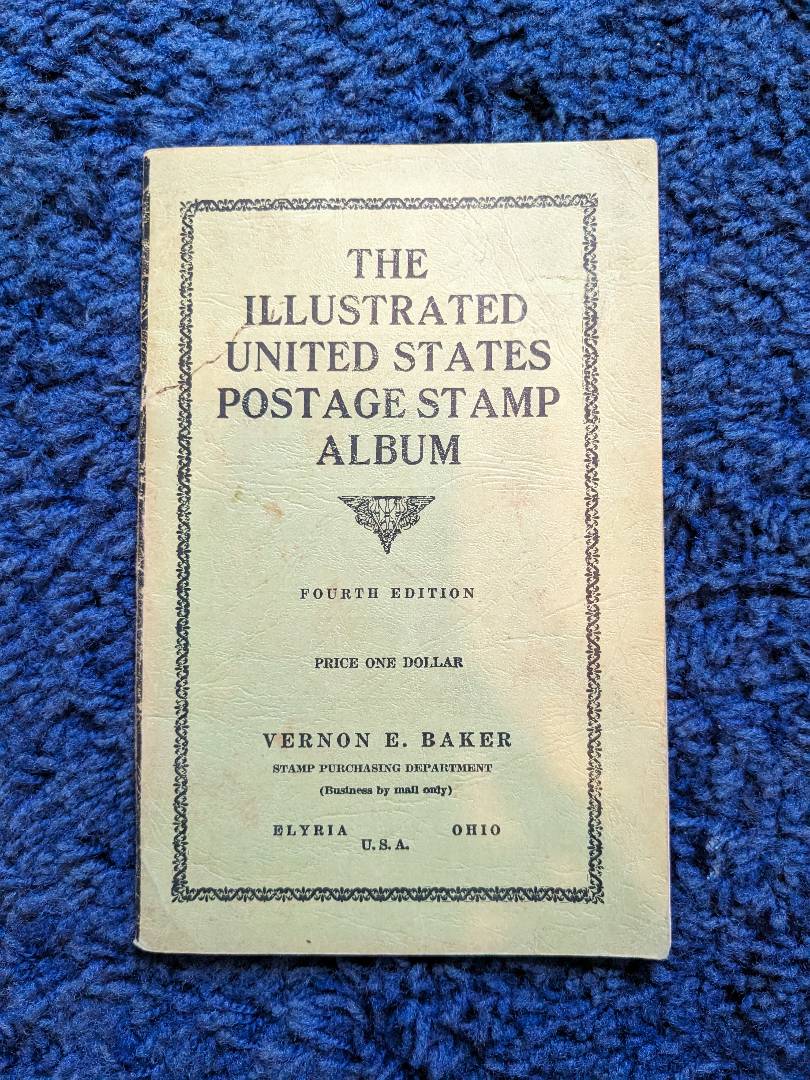 THE
ILLUSTRATED
UNITED STATES
POSTAGE STAMP
ALBUM
FOURTH EDITION
PRICE ONE DOLLAR
VERNON E. BAKER
STAMP PURCHASING DEPARTMENT
(Business by mail only)
ELYRIA OHIO
U. S. A.